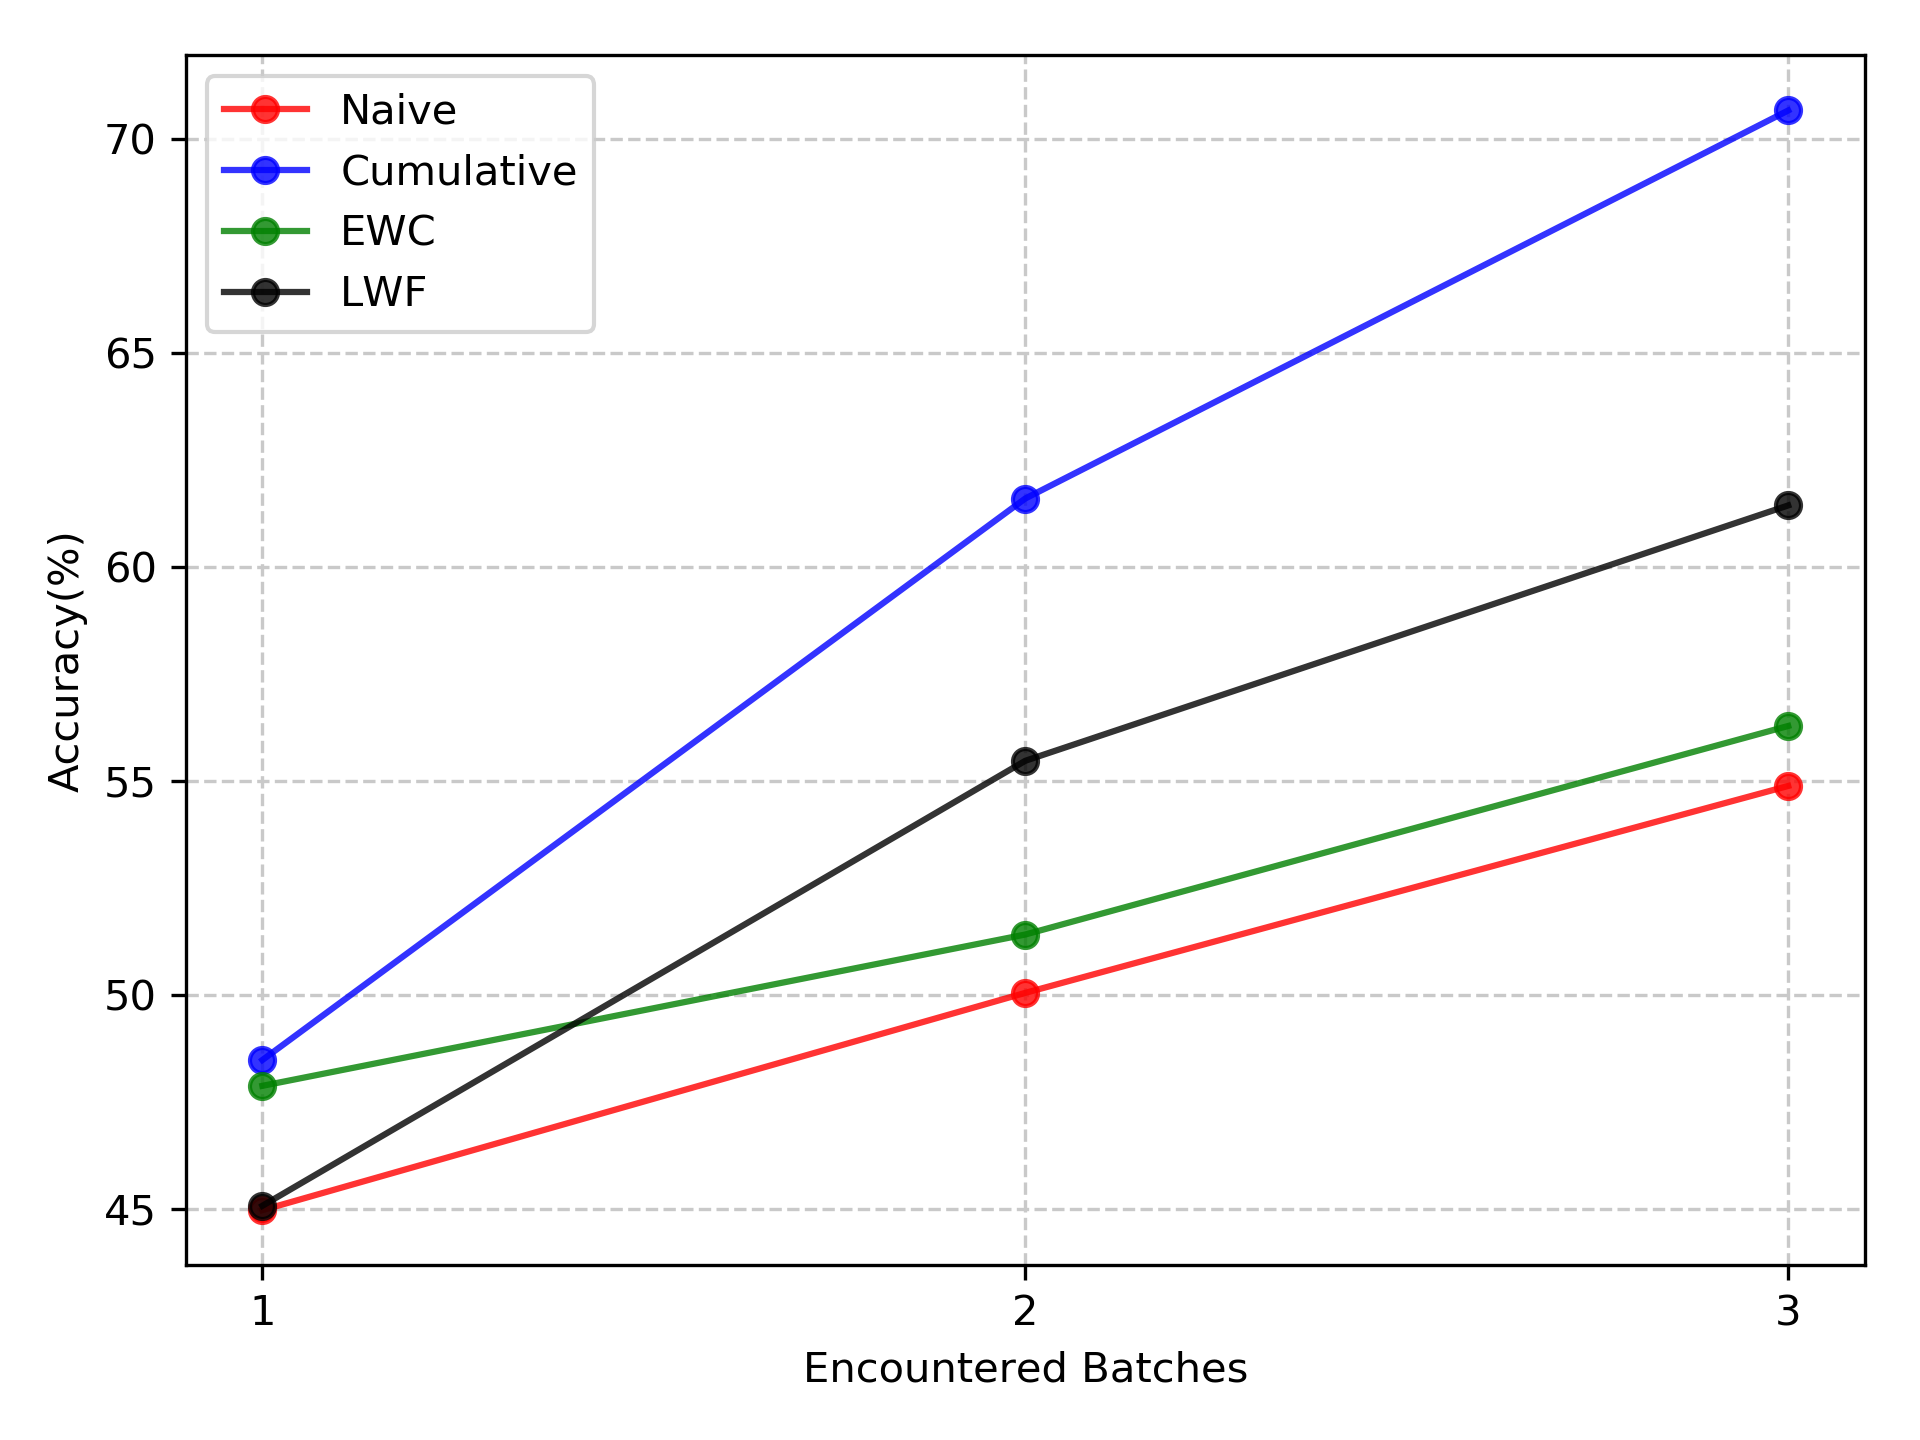 Naive
Cumulative
EWC
LWF
70
65
60
55
50
45
Accuracy(%)
1 2 3
Encountered Batches